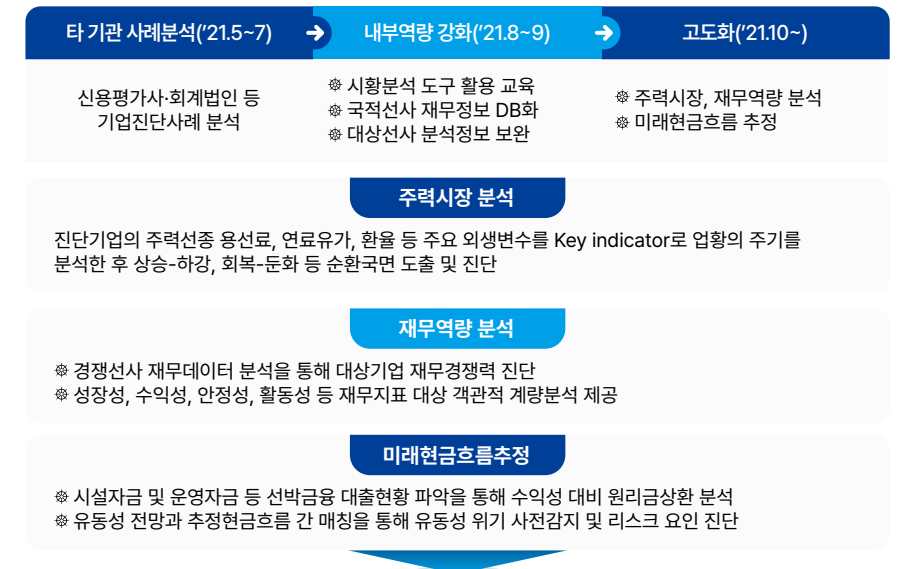 타 기관 사례분석('21.5~7)
내부역량 강화('21.8~9)
고도화('21.10~)
신용평가사·회계법인 등
기업진단사례 분석
시황분석 도구 활용 교육
국적선사 재무정보 DB화
대상선사 분석정보 보완
주력시장, 재무역량 분석
미래현금흐름 추정
주력시장 분석
진단기업의 주력선종 용선료, 연료유가, 환율 등 주요 외생변수를 Key indicator로 업황의 주기를
분석한 후 상승-하강, 회복-둔화 등 순환국면 도출 및 진단
재무역량 분석
경쟁선사 재무데이터 분석을 통해 대상기업 재무경쟁력 진단
성장성, 수익성, 안정성, 활동성 등 재무지표 대상 객관적 계량분석 제공
미래현금흐름추정
시설자금 및 운영자금 등 선박금융 대출현황 파악을 통해 수익성 대비 원리금상환 분석
유동성 전망과 추정현금흐름 간 매칭을 통해 유동성 위기 사전감지 및 리스크 요인 진단